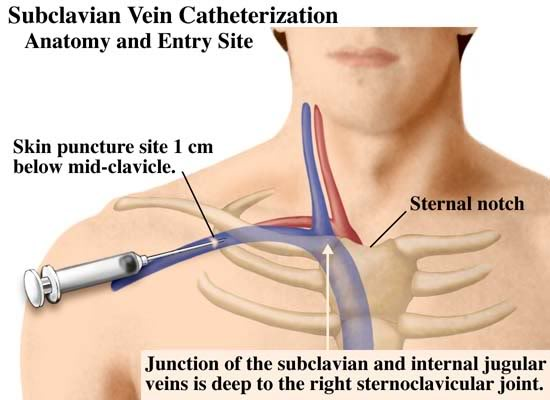 Subclavian Vein Catheterization
Anatomy and Entry Site
Skin puncture site 1 cm
below mid-clavicle.
Sternal notch
Junction of the subclavian and internal jugular
veins is deep to the right sternoclavicular joint.